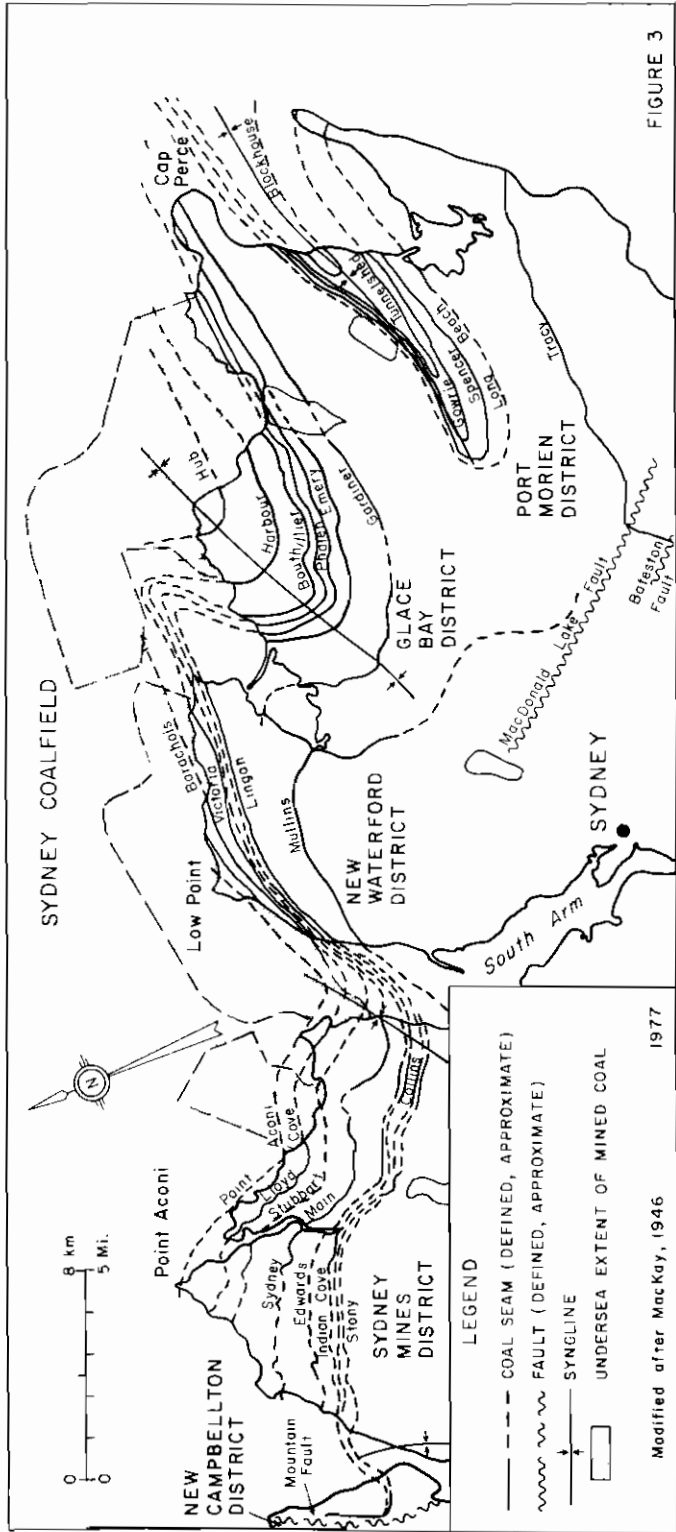 SYDNEY COALFIELD
Point Aconi
Low Point
Cap
Perce
N
0
8 km
0
5 Mi.
NEW
CAMPBELLTON
DISTRICT
Mountain
Fault
SYDNEY
MINES
DISTRICT
NEW
WATERFORD
DISTRICT
GLACE
BAY
DISTRICT
PORT
MORIEN
DISTRICT
Point
Aconi
Lloyd
Cove
Sydney
Main
Stubbart
Edwards
Indian Cove
Stony
Collins
Barachois
Victoria
Lingan
Mullins
Hub
Harbour
Bouthillier
Phalen
Emery
Gardiner
Blockhouse
Tunnelshed
Gowrie
Spencer
Long
Beach
Tracy
MacDonald Lake Fault
Bateston
Fault
South Arm
SYDNEY
LEGEND
COAL SEAM (DEFINED, APPROXIMATE)
FAULT (DEFINED, APPROXIMATE)
SYNCLINE
UNDERSEA EXTENT OF MINED COAL
Modified after MacKay, 1946
1977
FIGURE 3